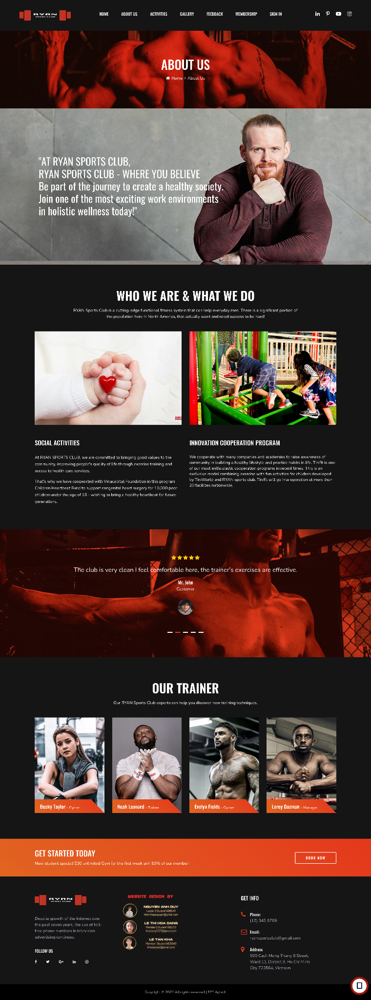 RYAN
SPORT CLUB
HOME
ABOUT US
ACTIVITIES
GALLERY
FEEDBACK
MEMBERSHIP
SIGN IN
ABOUT US
Home > About Us
"AT RYAN SPORTS CLUB,
RYAN SPORTS CLUB - WHERE YOU BELIEVE
Be part of the journey to create a healthy society.
Join one of the most exciting work environments
in holistic wellness today!"
WHO WE ARE & WHAT WE DO
RYAN Sports Club is a cutting-edge functional fitness system that can help everyday men. There is a significant portion of
the population here in North America, that actually want and need success to be hard!
SOCIAL ACTIVITIES
At RYAN SPORTS CLUB, we are committed to bringing good values to the
community, improving people's quality of life through exercise training and
access to health care services.
That's why we have cooperated with Vinacapital Foundation in this program
Children Heartbeat Fund to support congenital heart surgery for 10,000 poor
children under the age of 18 - wishing to bring a healthy heartbeat for future
generations.
INNOVATION COOPERATION PROGRAM
We cooperate with many companies and academies to raise awareness of
community in building a healthy lifestyle and practice habits in life. Tinifit is one
of our most enthusiastic cooperation programs in recent times. This is an
exclusive model combining exercise with fun activities for children developed
by TiniWorld and RYAN sports club. Tinifit will go into operation at more than
20 facilities nationwide.
The club is very clean I feel comfortable here, the trainer's exercises are effective.
Mr. John
Customer
OUR TRAINER
Our RYAN Sports Club experts can help you discover new training techniques.
Becky Taylor - Gymer
Noah Leonard - Trainer
Evelyn Fields - Gymer
Leroy Guzman - Manager
GET STARTED TODAY
New student special! $30 unlimited Gym for the first week anh 50% of our member!
BOOK NOW
RYAN
SPORT CLUB
Despite growth of the Internet over
the past seven years, the use of toll-
free phone numbers in television
advertising continues.
FOLLOW US
WEBSITE DESIGN BY
NGUYEN ANH DUY
Leader | Student1408049
LE THI HOA DANG
Member | Student1405212
hoadang0727@gmail.com
LE TAN KHA
Member | Student1408043
GET INFO
Phone:
(12) 345 6789
Email:
ryansportsclub@gmail.com
Address
590 Cach Mang Thang 8 Street,
Ward 11, District 3, Ho Chi Minh
City 723564, Vietnam
Copyright © 2022 All rights reserved | FPT Aptech